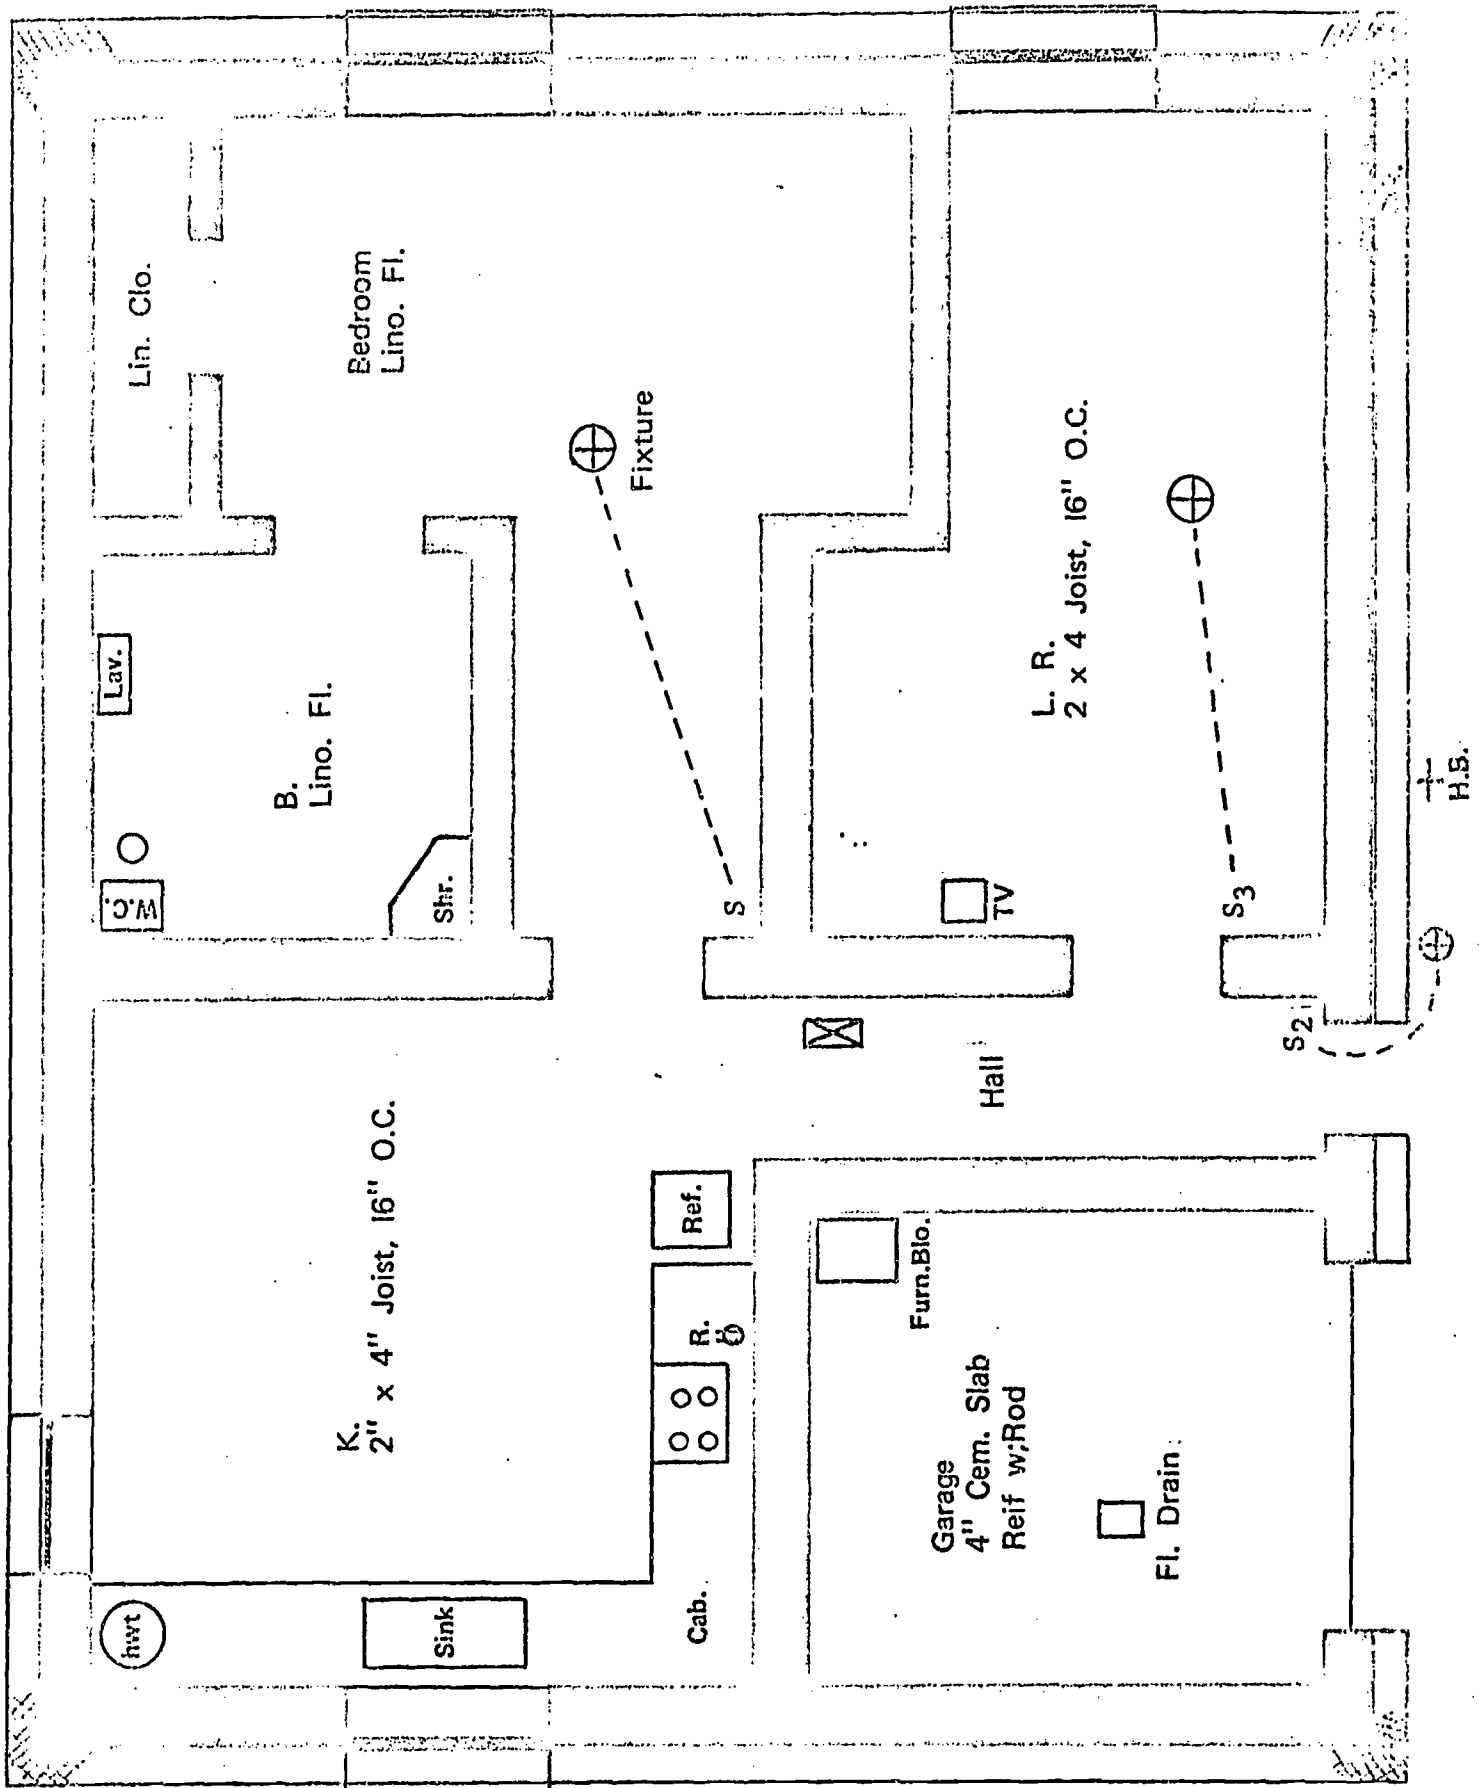 Lin. Clo.
Bedroom
Lino. Fl.
Fixture
Lav.
W.C.
B.
Lino. Fl.
Shr.
S
L. R.
2 x 4 Joist, 16" O.C.
TV
S3
S2
H.B.
Hall
K.
2" x 4" Joist, 16" O.C.
Ref.
R.
hwt
Sink
Cab.
Furn.Blo.
Garage
4" Cem. Slab
Reif w;Rod
Fl. Drain